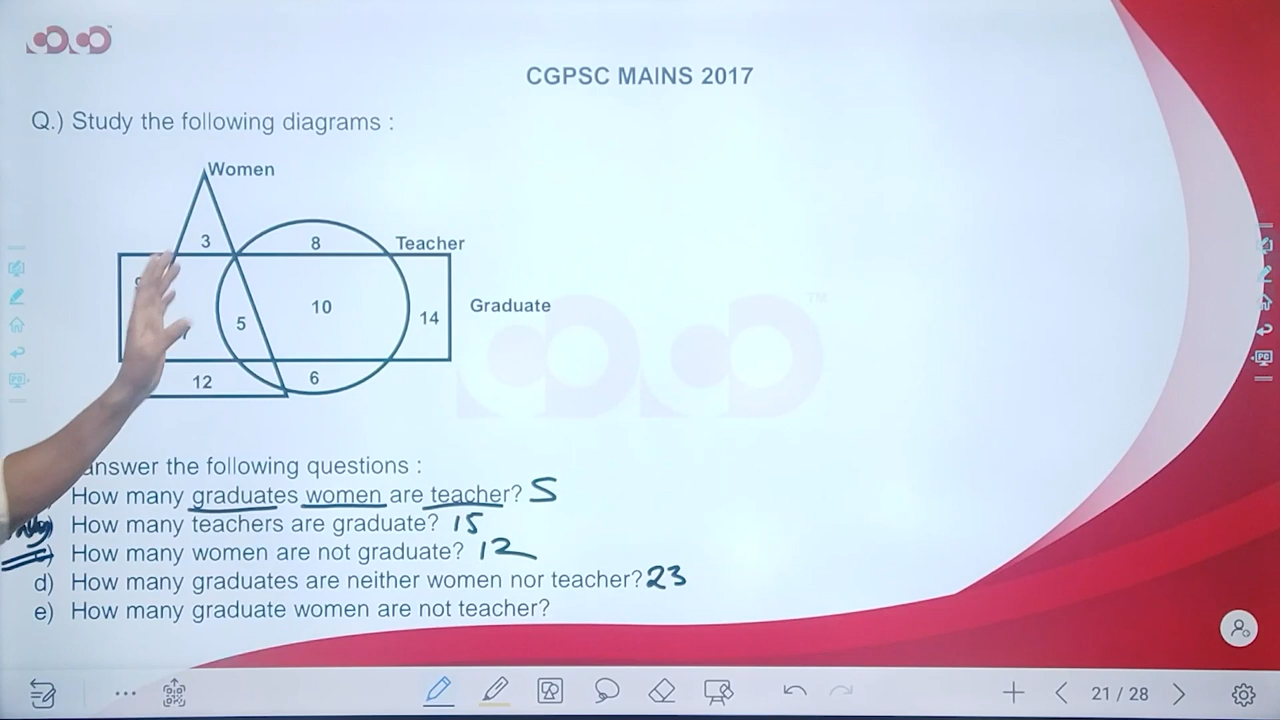 CGPSC MAINS 2017
Q.) Study the following diagrams :
Women
3
8
Teacher
10
Graduate
5
14
12
6
answer the following questions :
How many graduates women are teacher? 5
How many teachers are graduate? 15
c) How many women are not graduate? 12
d) How many graduates are neither women nor teacher? 23
e) How many graduate women are not teacher?
21 / 28